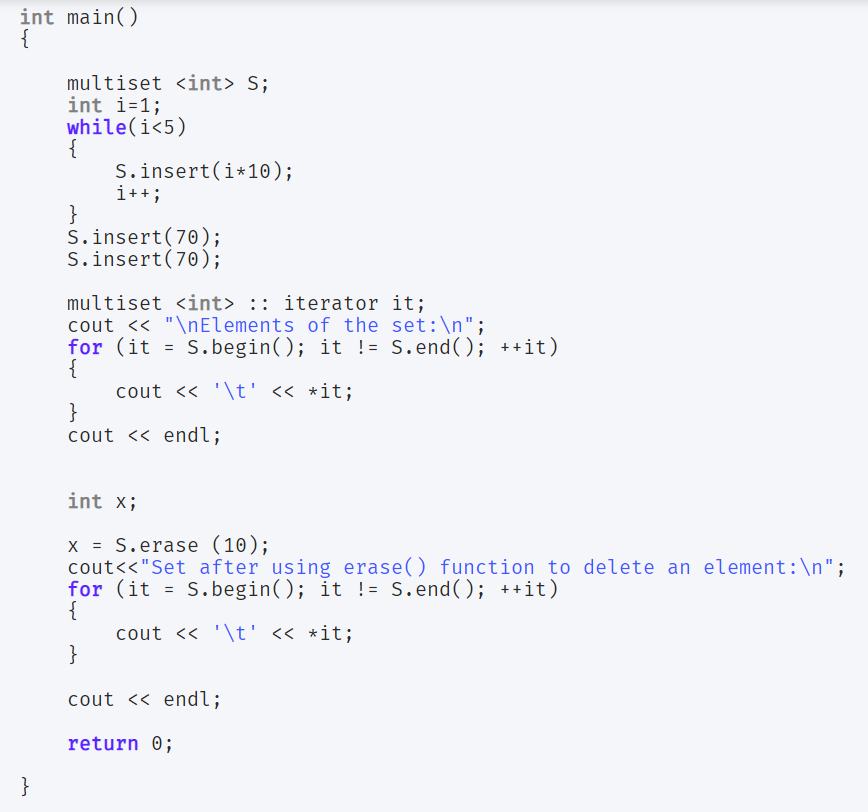 int main()
{
    multiset <int> S;
    int i=1;
    while(i<5)
    {
        S.insert(i*10);
        i++;
    }
    S.insert(70);
    S.insert(70);
    multiset <int> :: iterator it;
    cout << "\nElements of the set:\n";
    for (it = S.begin(); it != S.end(); ++it)
    {
        cout << '\t' << *it;
    }
    cout << endl;
    int x;
    x = S.erase (10);
    cout<<"Set after using erase() function to delete an element:\n";
    for (it = S.begin(); it != S.end(); ++it)
    {
        cout << '\t' << *it;
    }
    cout << endl;
    return 0;
}